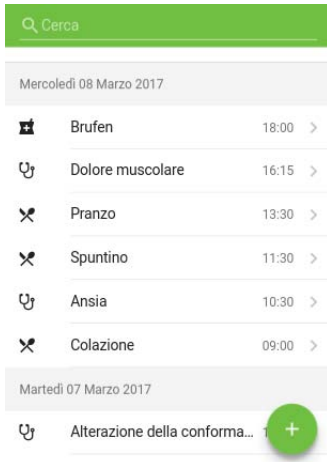 Cerca
Mercoledì 08 Marzo 2017
Brufen 18:00
Dolore muscolare 16:15
Pranzo 13:30
Spuntino 11:30
Ansia 10:30
Colazione 09:00
Martedì 07 Marzo 2017
Alterazione della conforma...